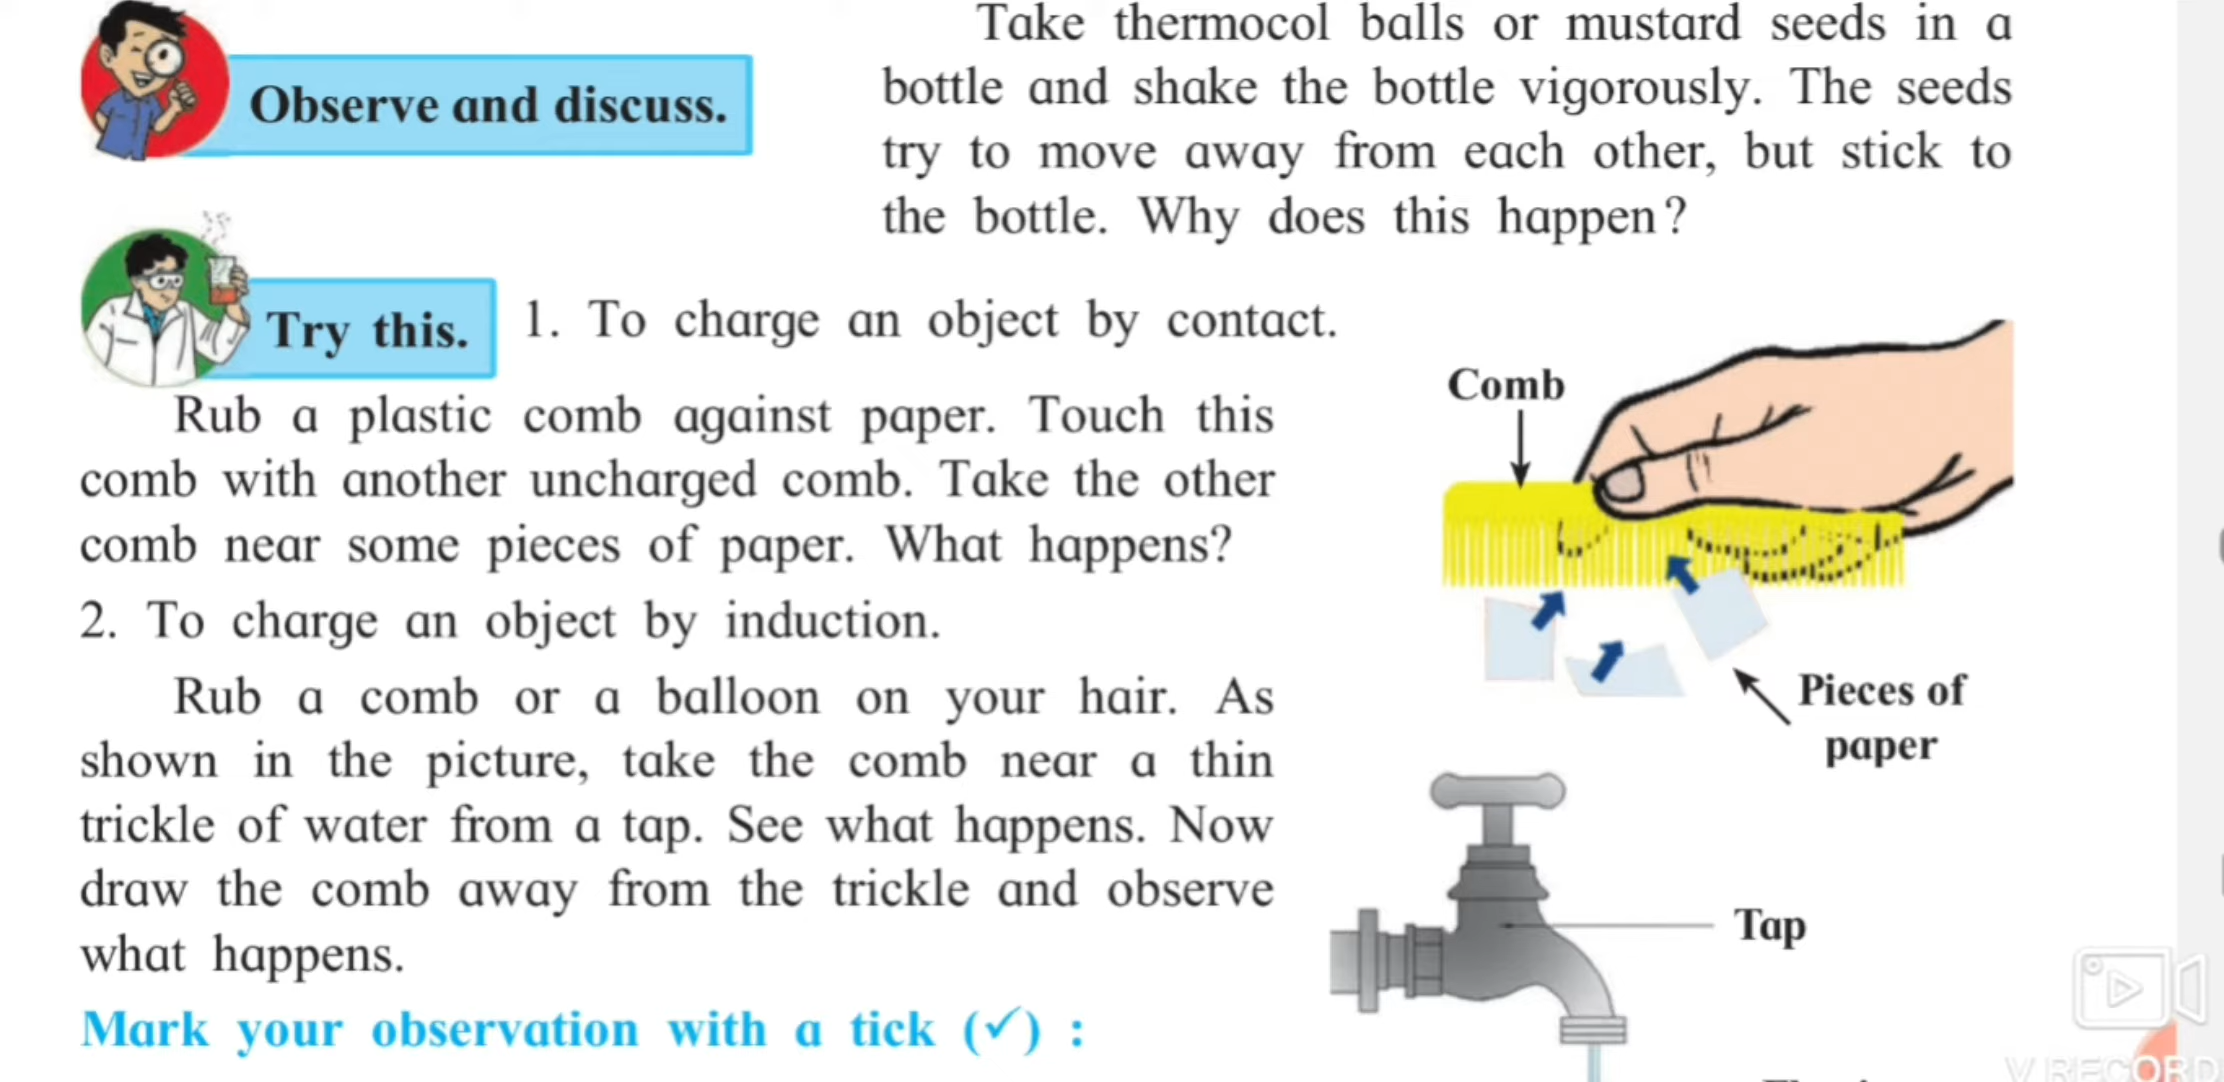 Observe and discuss.
Take thermocol balls or mustard seeds in a
bottle and shake the bottle vigorously. The seeds
try to move away from each other, but stick to
the bottle. Why does this happen?
Try this.
1. To charge an object by contact.
Rub a plastic comb against paper. Touch this
comb with another uncharged comb. Take the other
comb near some pieces of paper. What happens?
2. To charge an object by induction.
Rub a comb or a balloon on your hair. As
shown in the picture, take the comb near a thin
trickle of water from a tap. See what happens. Now
draw the comb away from the trickle and observe
what happens.
Mark your observation with a tick (✓) :
Comb
Pieces of
paper
Tap
V RECORD